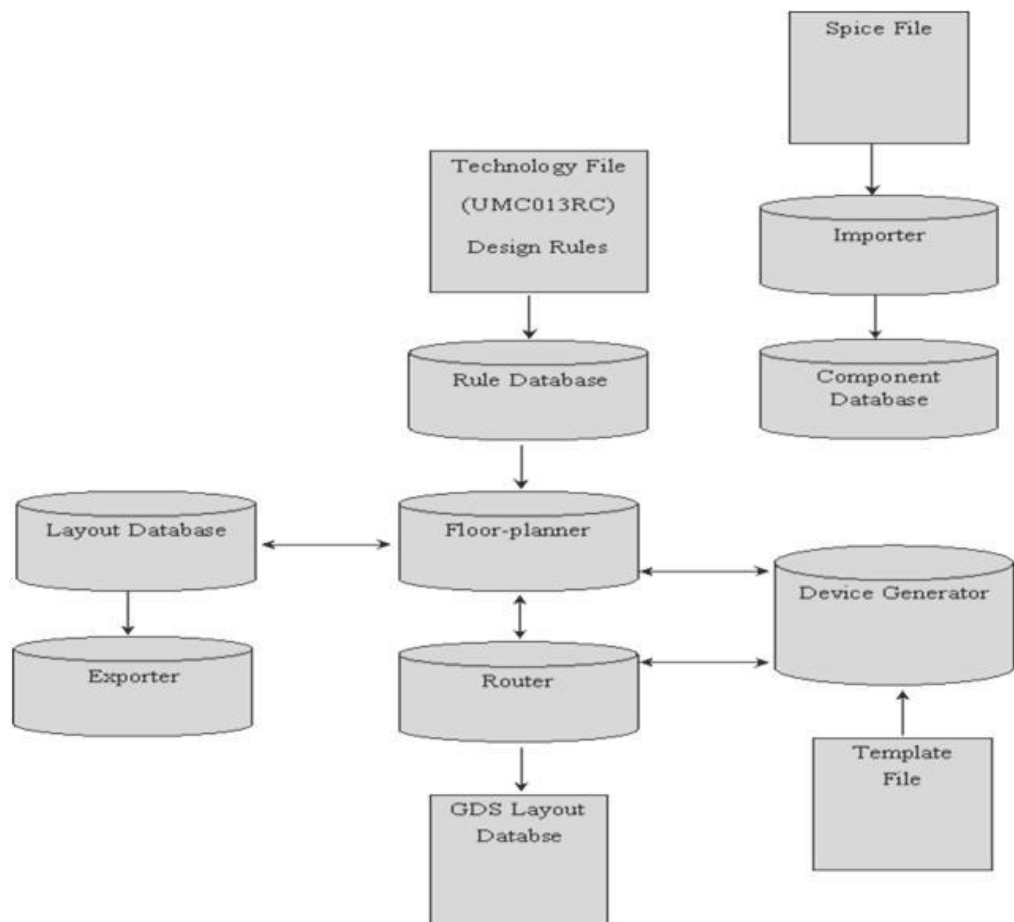 Spice File
Technology File
(UMC013RC)
Design Rules
Importer
Rule Database
Component
Database
Layout Database
Floor-planner
Device Generator
Exporter
Router
Template
File
GDS Layout
Databse